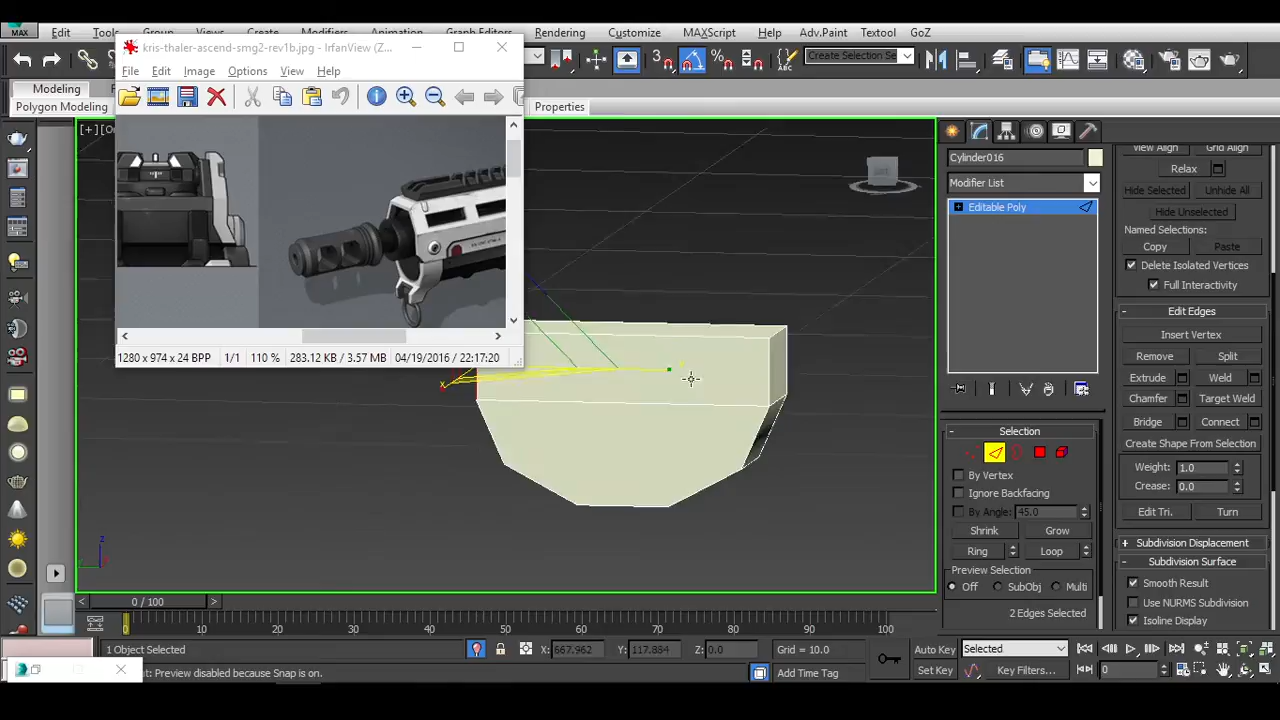 MAX
Edit
Tools
Group
Views
Rendering
Customize
MAXScript
Help
Adv.Paint
Textool
GoZ
kris-thaler-ascend-smg2-rev1b.jpg - IrfanView (Z...
File Edit Image Options View Help
Create Selection Se
Modeling
Polygon Modeling
Properties
[+]
Cylinder016
Modifier List
Editable Poly
Selection
By Vertex
Ignore Backfacing
By Angle: 45.0
Shrink Grow
Ring Loop
Preview Selection
Off SubObj Multi
2 Edges Selected
View Align Grid Align
Relax
Hide Selected Unhide All
Hide Unselected
Named Selections:
Copy Paste
Delete Isolated Vertices
Full Interactivity
Edit Edges
Insert Vertex
Remove Split
Extrude Weld
Chamfer Target Weld
Bridge Connect
Create Shape From Selection
Weight: 1.0
Crease: 0.0
Edit Tri. Turn
Subdivision Displacement
Subdivision Surface
Smooth Result
Use NURMS Subdivision
Isoline Display
1280 x 974 x 24 BPP 1/1 110 % 283.12 KB / 3.57 MB 04/19/2016 / 22:17:20
x
z
0 / 100
0 10 20 30 40 50 60 70 80 90 100
1 Object Selected
X: 667.962 Y: 117.884 Z: 0.0
Grid = 10.0
Auto Key Selected
Preview disabled because Snap is on.
Add Time Tag
Set Key Key Filters... 0